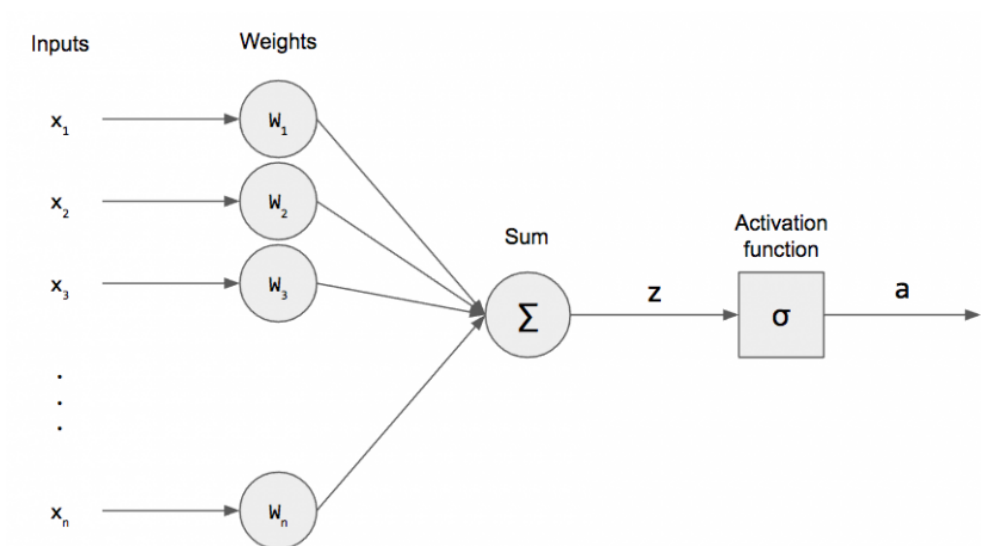 Inputs
Weights
x₁
W₁
x₂
W₂
x₃
W₃
.
.
.
xₙ
Wₙ
Sum
Σ
z
Activation
function
σ
a